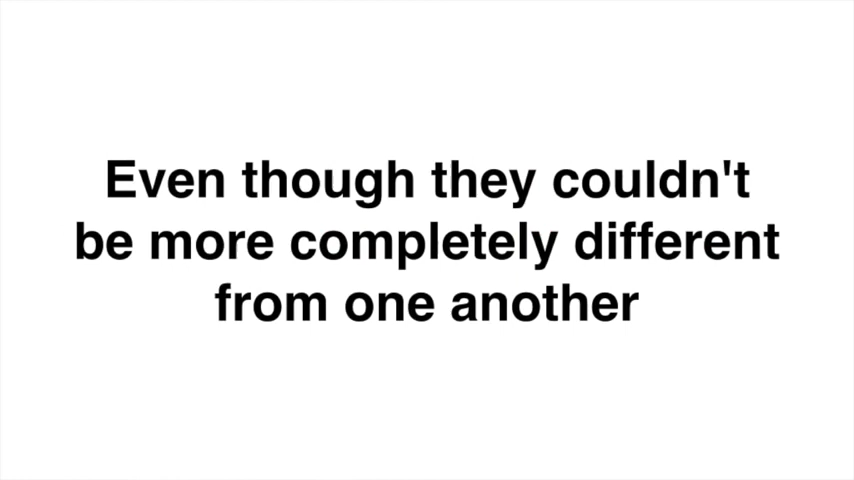 Even though they couldn't
be more completely different
from one another